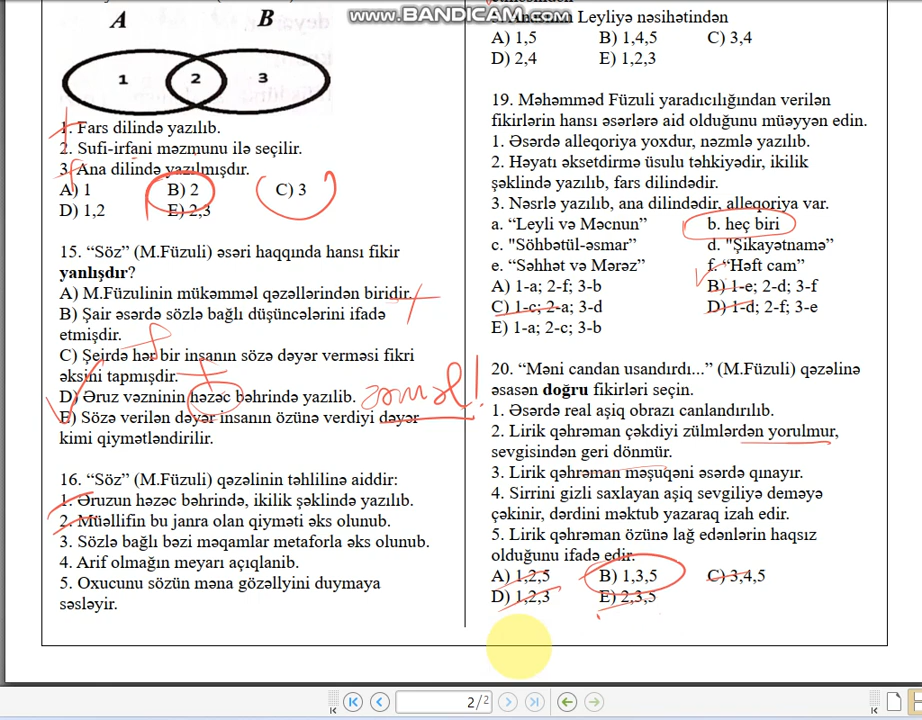 www.BANDICAM.com
A B
1 2 3
1. Fars dilində yazılıb.
2. Sufi-irfani məzmunu ilə seçilir.
3. Ana dilində yazılmışdır.
A) 1 B) 2 C) 3
D) 1,2 E) 2,3
15. “Söz” (M.Füzuli) əsəri haqqında hansı fikir
yanlışdır?
A) M.Füzulinin mükəmməl qəzəllərindən biridir.
B) Şair əsərdə sözlə bağlı düşüncələrini ifadə
etmişdir.
C) Şeirdə hər bir insanın sözə dəyər verməsi fikri
əksini tapmışdır.
D) Əruz vəzninin həzəc bəhrində yazılıb.
əməl!
E) Sözə verilən dəyər insanın özünə verdiyi dəyər
kimi qiymətləndirilir.
16. “Söz” (M.Füzuli) qəzəlinin təhlilinə aiddir:
1. Əruzun həzəc bəhrində, ikilik şəklində yazılıb.
2. Müəllifin bu janra olan qiyməti əks olunub.
3. Sözlə bağlı bəzi məqamlar metaforla əks olunub.
4. Arif olmağın meyarı açıqlanib.
5. Oxucunu sözün məna gözəllyini duymaya
səsləyir.
Leyliyə nəsihətindən
A) 1,5 B) 1,4,5 C) 3,4
D) 2,4 E) 1,2,3
19. Məhəmməd Füzuli yaradıcılığından verilən
fikirlərin hansı əsərlərə aid olduğunu müəyyən edin.
1. Əsərdə alleqoriya yoxdur, nəzmlə yazılıb.
2. Həyatı əksetdirmə üsulu təhkiyədir, ikilik
şəklində yazılıb, fars dilindədir.
3. Nəsrlə yazılıb, ana dilindədir, alleqoriya var.
a. “Leyli və Məcnun” b. heç biri
c. "Söhbətül-əsmar” d. "Şikayətnamə”
e. “Səhhət və Mərəz” f. “Həft cam”
A) 1-a; 2-f; 3-b B) 1-e; 2-d; 3-f
C) 1-c; 2-a; 3-d D) 1-d; 2-f; 3-e
E) 1-a; 2-c; 3-b
20. “Məni candan usandırdı...” (M.Füzuli) qəzəlinə
əsasən doğru fikirləri seçin.
1. Əsərdə real aşiq obrazı canlandırılıb.
2. Lirik qəhrəman çəkdiyi zülmlərdən yorulmur,
sevgisindən geri dönmür.
3. Lirik qəhrəman məşuqəni əsərdə qınayır.
4. Sirrini gizli saxlayan aşiq sevgiliyə deməyə
çəkinir, dərdini məktub yazaraq izah edir.
5. Lirik qəhrəman özünə lağ edənlərin haqsız
olduğunu ifadə edir.
A) 1,2,5 B) 1,3,5 C) 3,4,5
D) 1,2,3 E) 2,3,5
2/2